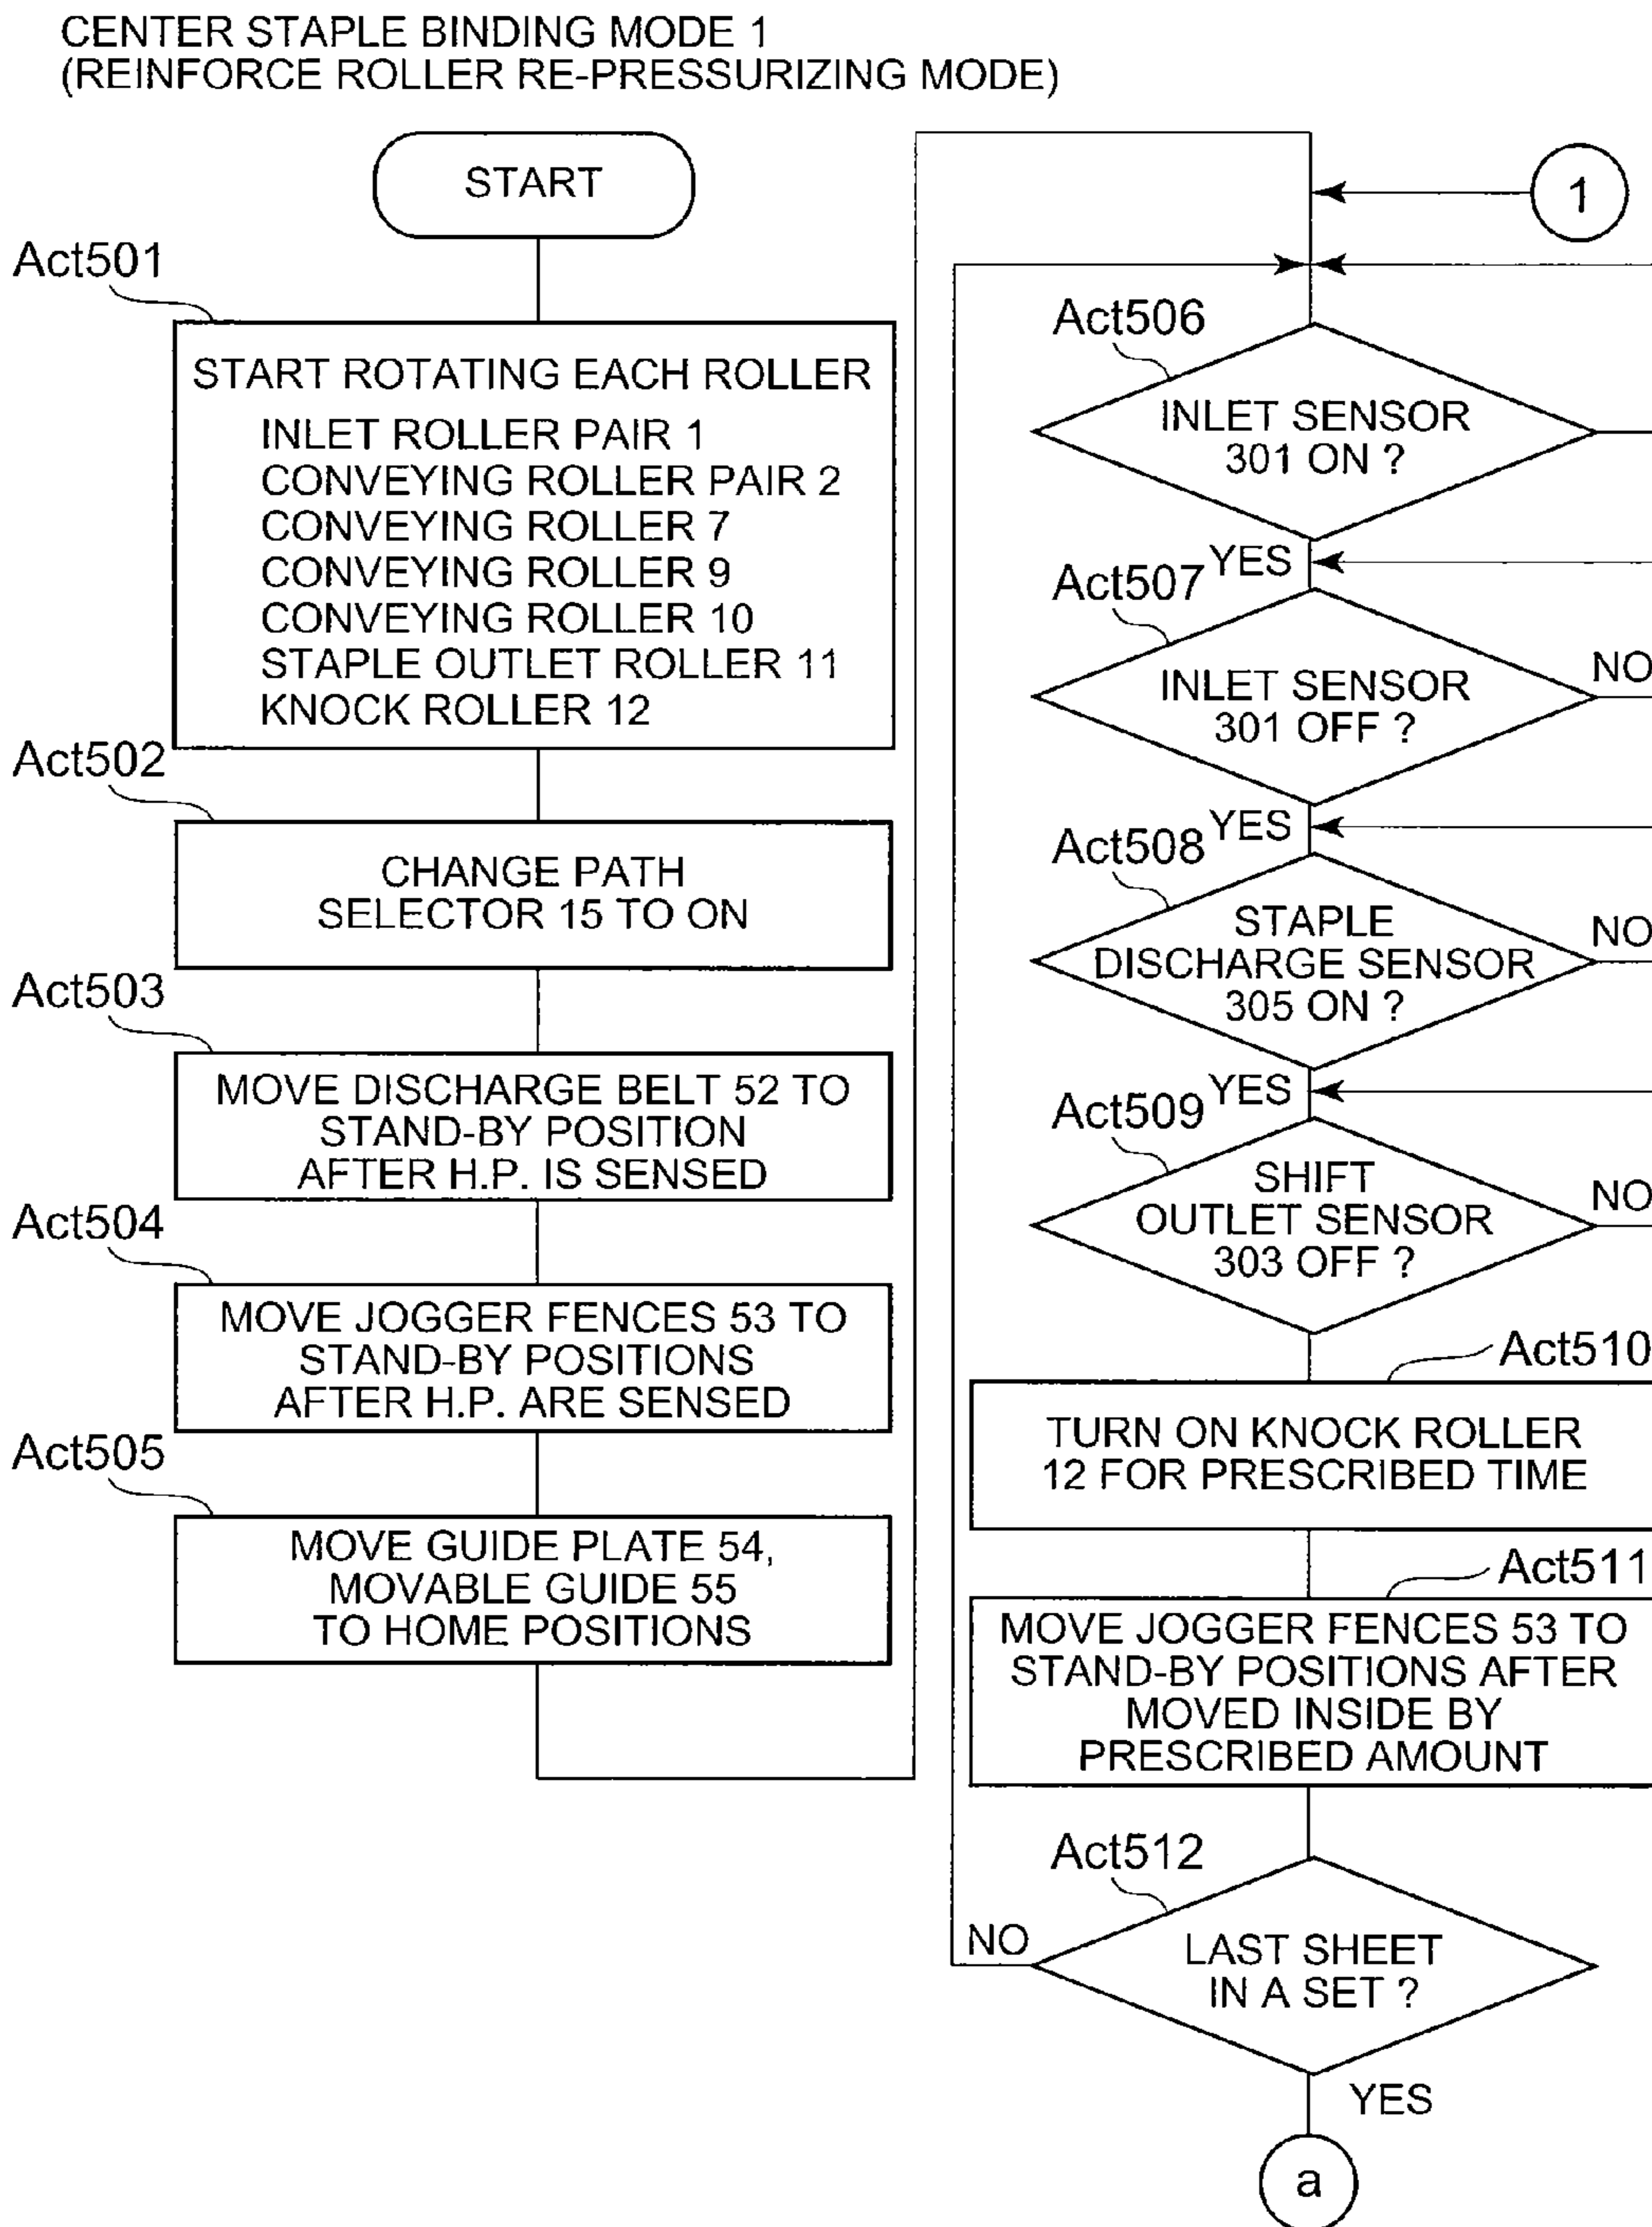 CENTER STAPLE BINDING MODE 1
(REINFORCE ROLLER RE-PRESSURIZING MODE)
START
Act501
START ROTATING EACH ROLLER
INLET ROLLER PAIR 1
CONVEYING ROLLER PAIR 2
CONVEYING ROLLER 7
CONVEYING ROLLER 9
CONVEYING ROLLER 10
STAPLE OUTLET ROLLER 11
KNOCK ROLLER 12
Act502
CHANGE PATH
SELECTOR 15 TO ON
Act503
MOVE DISCHARGE BELT 52 TO
STAND-BY POSITION
AFTER H.P. IS SENSED
Act504
MOVE JOGGER FENCES 53 TO
STAND-BY POSITIONS
AFTER H.P. ARE SENSED
Act505
MOVE GUIDE PLATE 54,
MOVABLE GUIDE 55
TO HOME POSITIONS
1
Act506
INLET SENSOR
301 ON ?
YES
Act507
INLET SENSOR
301 OFF ?
NO
YES
Act508
STAPLE
DISCHARGE SENSOR
305 ON ?
NO
YES
Act509
SHIFT
OUTLET SENSOR
303 OFF ?
NO
Act510
TURN ON KNOCK ROLLER
12 FOR PRESCRIBED TIME
Act511
MOVE JOGGER FENCES 53 TO
STAND-BY POSITIONS AFTER
MOVED INSIDE BY
PRESCRIBED AMOUNT
Act512
LAST SHEET
IN A SET ?
NO
YES
a